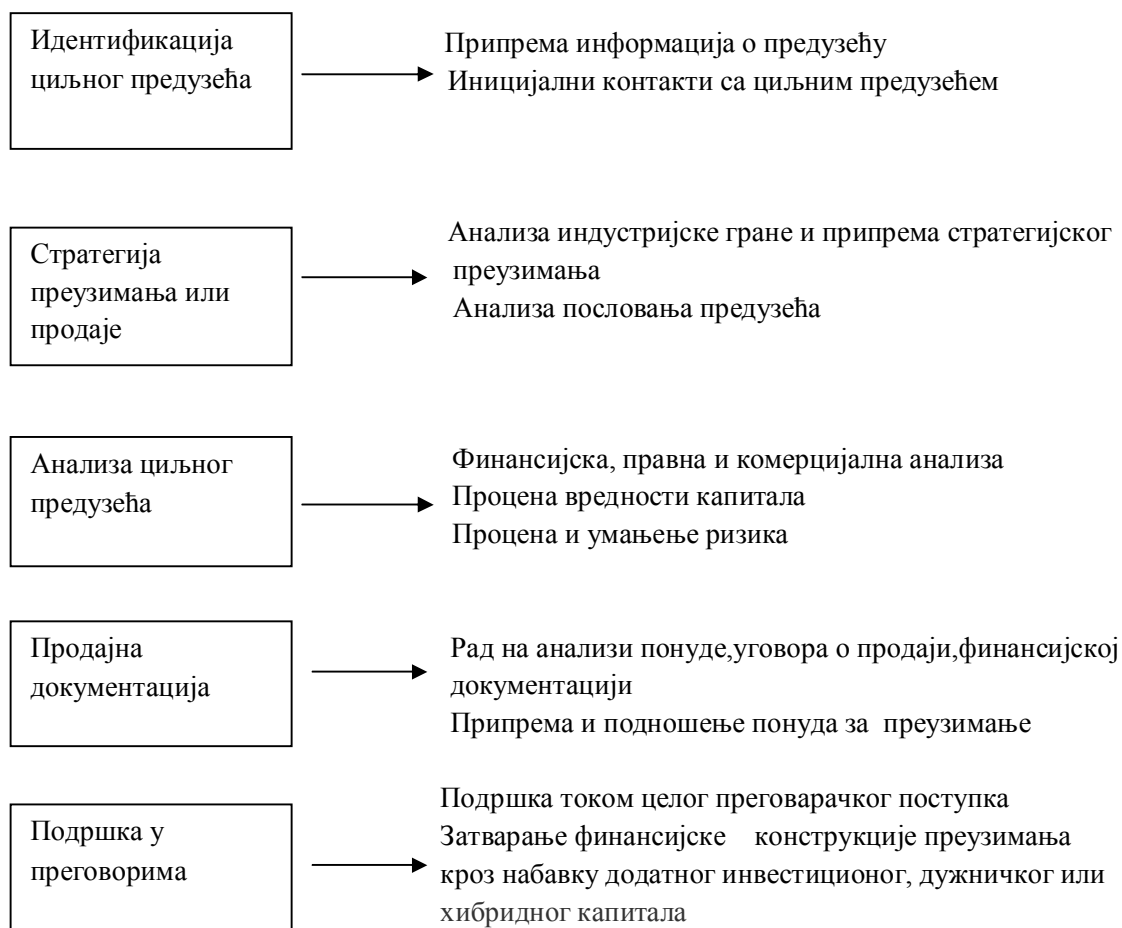 Идентификација
циљног предузећа
Припрема информација о предузећу
Иницијални контакти са циљним предузећем
Стратегија
преузимања или
продаје
Анализа индустријске гране и припрема стратегијског
преузимања
Анализа пословања предузећа
Анализа циљног
предузећа
Финансијска, правна и комерцијална анализа
Процена вредности капитала
Процена и умањење ризика
Продајна
документација
Рад на анализи понуде,уговора о продаји,финансијској
документацији
Припрема и подношење понуда за преузимање
Подршка у
преговорима
Подршка током целог преговарачког поступка
Затварање финансијске конструкције преузимања
кроз набавку додатног инвестиционог, дужничког или
хибридног капитала